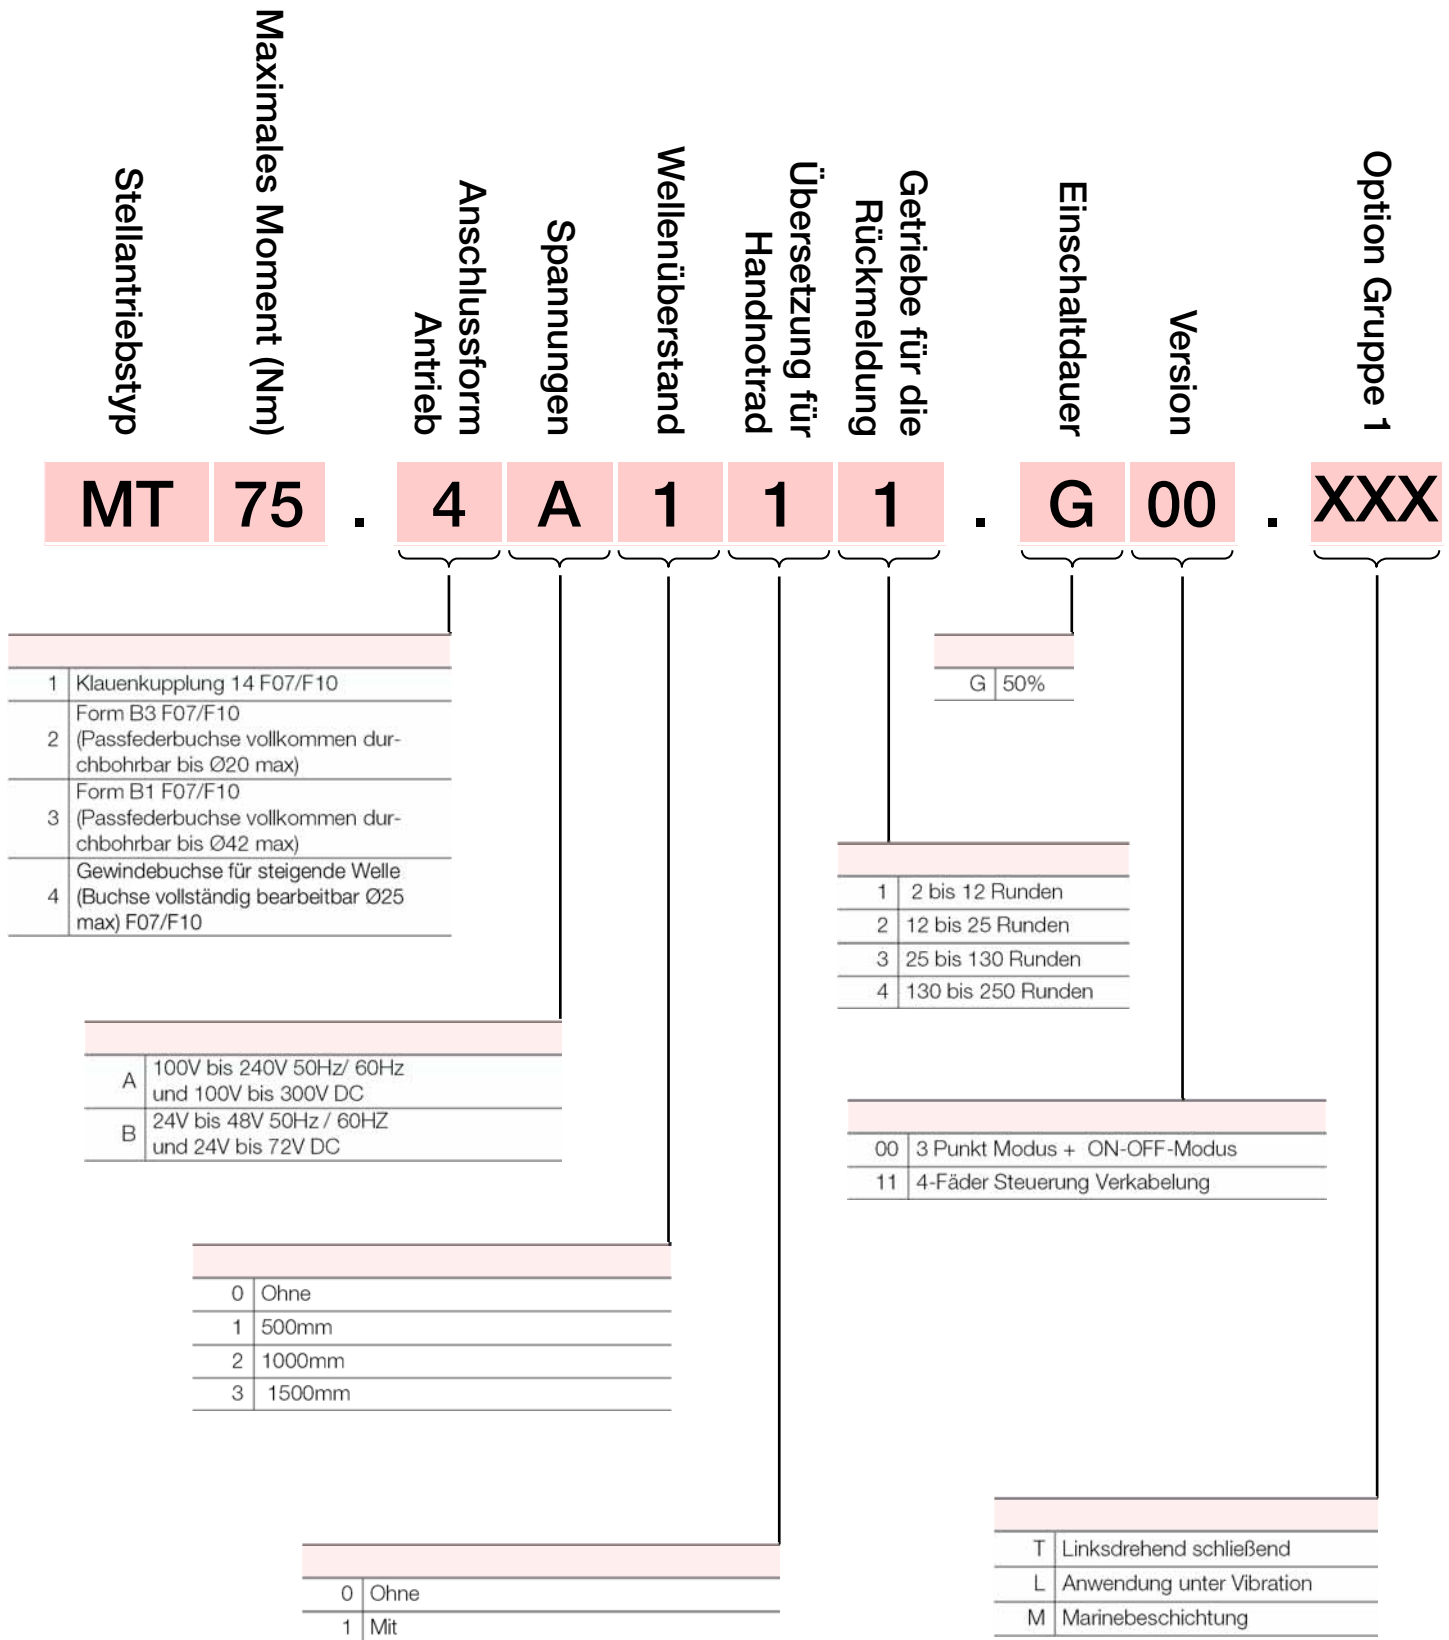 Stellantriebstyp
Maximales Moment (Nm)
Anschlussform
Antrieb
Spannungen
Wellenüberstand
Übersetzung für
Handnotrad
Getriebe für die
Rückmeldung
Einschaltdauer
Version
Option Gruppe 1
MT 75 . 4 A 1 1 1 . G 00 . XXX
1 Klauenkupplung 14 F07/F10
2 Form B3 F07/F10
(Passfederbuchse vollkommen dur-
chbohrbar bis Ø20 max)
3 Form B1 F07/F10
(Passfederbuchse vollkommen dur-
chbohrbar bis Ø42 max)
4 Gewindebuchse für steigende Welle
(Buchse vollständig bearbeitbar Ø25
max) F07/F10
G 50%
1 2 bis 12 Runden
2 12 bis 25 Runden
3 25 bis 130 Runden
4 130 bis 250 Runden
A 100V bis 240V 50Hz/ 60Hz
und 100V bis 300V DC
B 24V bis 48V 50Hz / 60HZ
und 24V bis 72V DC
00 3 Punkt Modus + ON-OFF-Modus
11 4-Fäder Steuerung Verkabelung
0 Ohne
1 500mm
2 1000mm
3 1500mm
0 Ohne
1 Mit
T Linksdrehend schließend
L Anwendung unter Vibration
M Marinebeschichtung